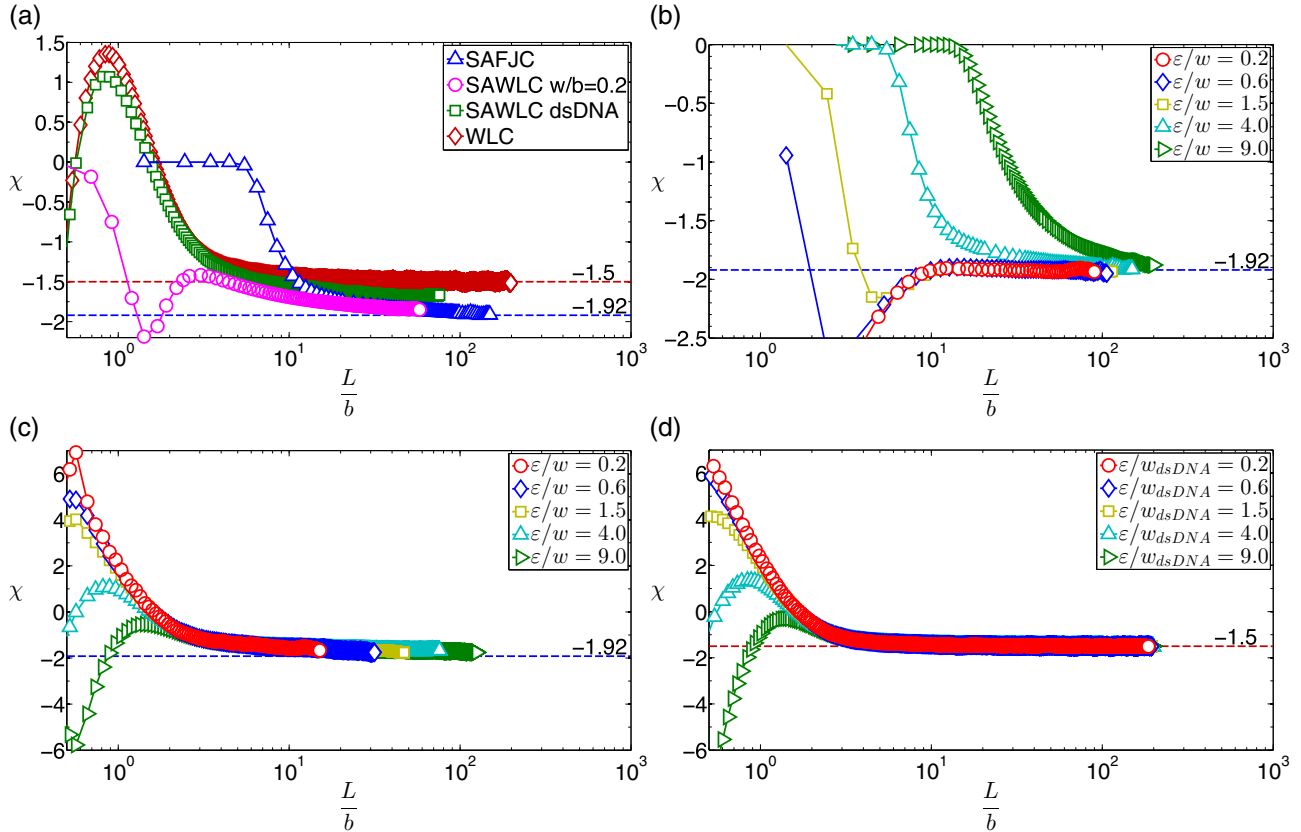 (a)
1.5
1
0.5
0
−0.5
−1
−1.5
−2
χ
10^0
10^1
10^2
10^3
L
b
SAFJC
SAWLC w/b=0.2
SAWLC dsDNA
WLC
−1.5
−1.92
(b)
0
−0.5
−1
−1.5
−2
−2.5
χ
10^0
10^1
10^2
10^3
L
b
ε/w = 0.2
ε/w = 0.6
ε/w = 1.5
ε/w = 4.0
ε/w = 9.0
−1.92
(c)
6
4
2
0
−2
−4
−6
χ
10^0
10^1
10^2
10^3
L
b
ε/w = 0.2
ε/w = 0.6
ε/w = 1.5
ε/w = 4.0
ε/w = 9.0
−1.92
(d)
6
4
2
0
−2
−4
−6
χ
10^0
10^1
10^2
10^3
L
b
ε/w_dsDNA = 0.2
ε/w_dsDNA = 0.6
ε/w_dsDNA = 1.5
ε/w_dsDNA = 4.0
ε/w_dsDNA = 9.0
−1.5